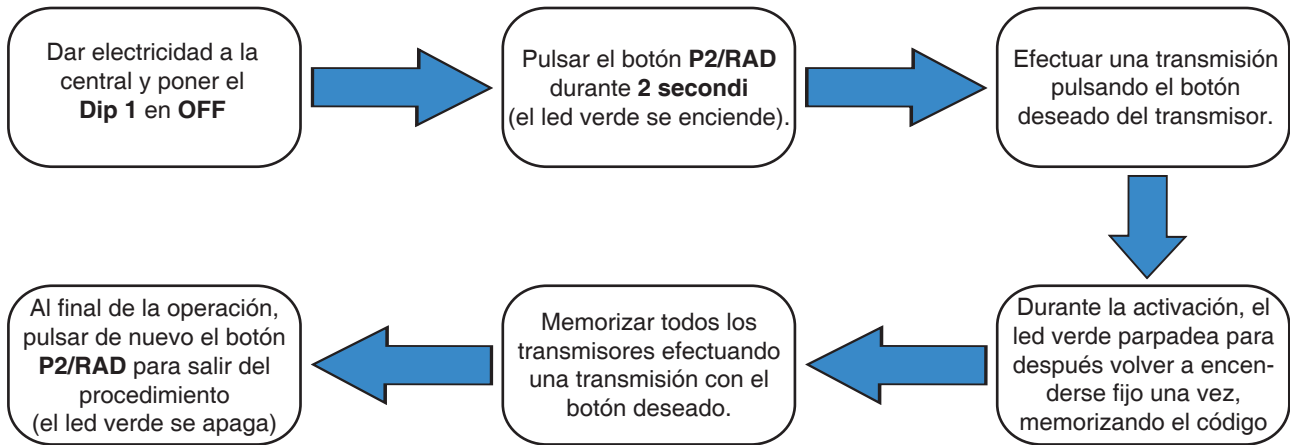 Dar electricidad a la
central y poner el
Dip 1 en OFF
Pulsar el botón P2/RAD
durante 2 secondi
(el led verde se enciende).
Efectuar una transmisión
pulsando el botón
deseado del transmisor.
Durante la activación, el
led verde parpadea para
después volver a encen-
derse fijo una vez,
memorizando el código
Memorizar todos los
transmisores efectuando
una transmisión con el
botón deseado.
Al final de la operación,
pulsar de nuevo el botón
P2/RAD para salir del
procedimiento
(el led verde se apaga)